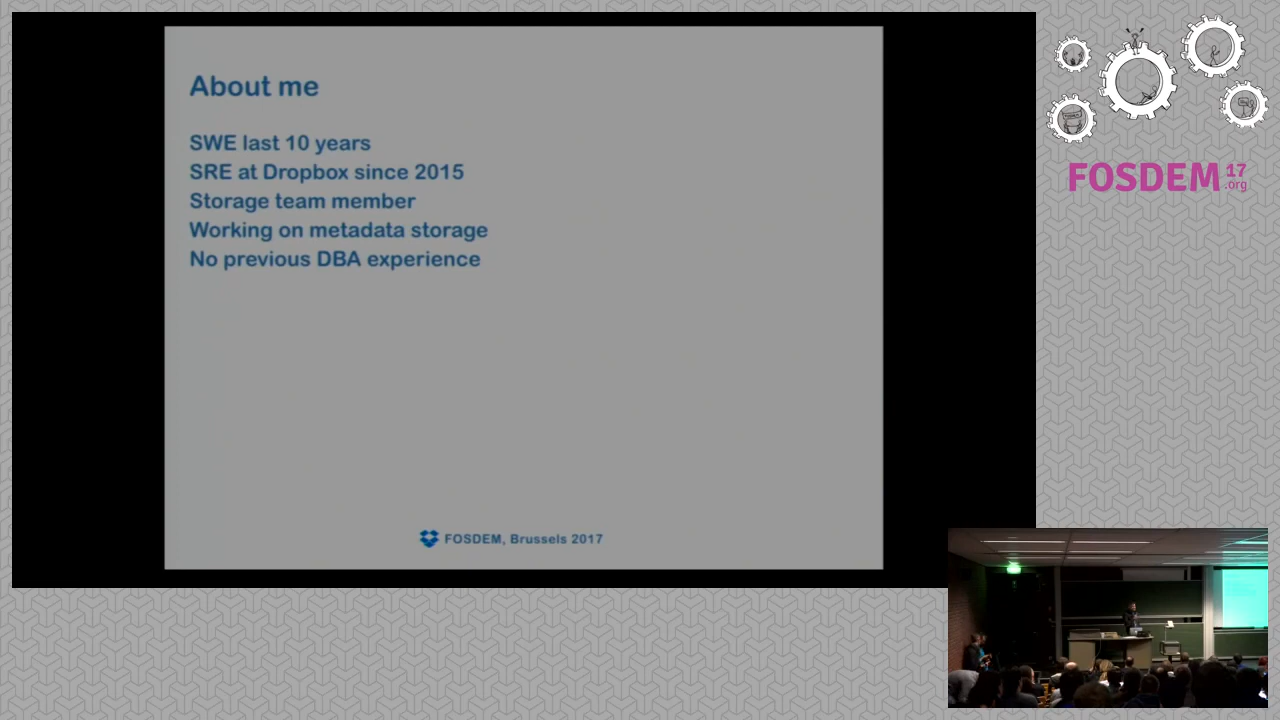 About me
SWE last 10 years
SRE at Dropbox since 2015
Storage team member
Working on metadata storage
No previous DBA experience
FOSDEM, Brussels 2017
FOSDEM 17
.org